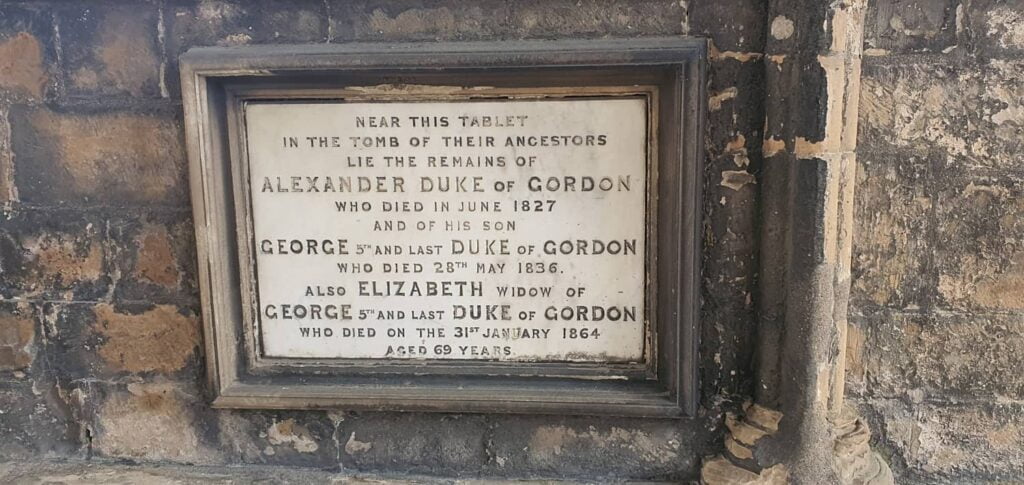 NEAR THIS TABLET
IN THE TOMB OF THEIR ANCESTORS
LIE THE REMAINS OF
ALEXANDER DUKE OF GORDON
WHO DIED IN JUNE 1827
AND OF HIS SON
GEORGE 5TH AND LAST DUKE OF GORDON
WHO DIED 28TH MAY 1836.
ALSO ELIZABETH WIDOW OF
GEORGE 5TH AND LAST DUKE OF GORDON
WHO DIED ON THE 31ST JANUARY 1864
AGED 69 YEARS.